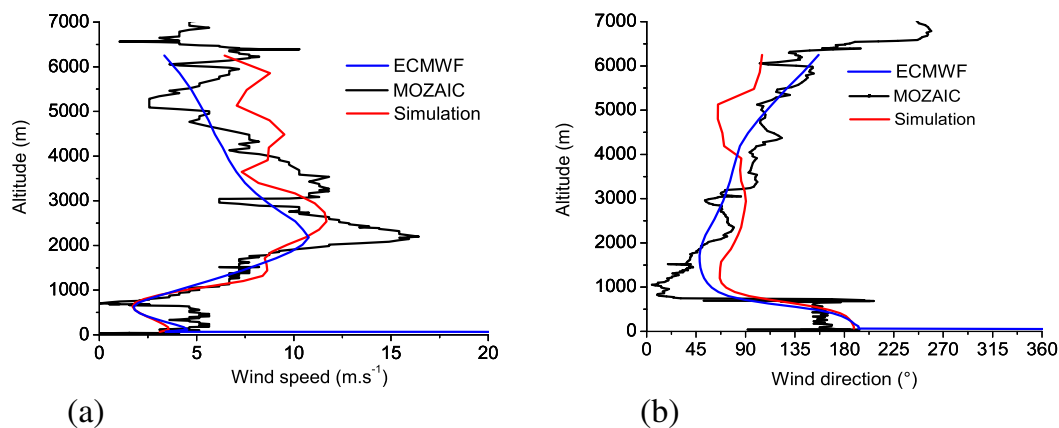 7000
6000
5000
4000
3000
2000
1000
0
Altitude (m)
ECMWF
MOZAIC
Simulation
0 5 10 15 20
Wind speed (m.s⁻¹)
(a)
7000
6000
5000
4000
3000
2000
1000
0
Altitude (m)
ECMWF
MOZAIC
Simulation
0 45 90 135 180 225 270 315 360
Wind direction (°)
(b)